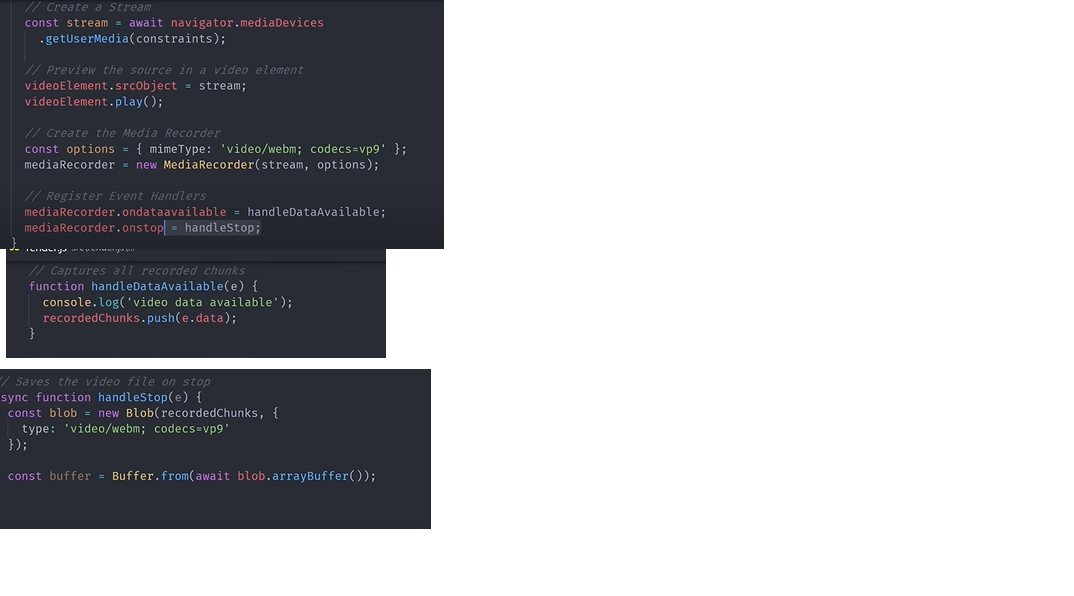 // Create a Stream
const stream = await navigator.mediaDevices
.getUserMedia(constraints);
// Preview the source in a video element
videoElement.srcObject = stream;
videoElement.play();
// Create the Media Recorder
const options = { mimeType: 'video/webm; codecs=vp9' };
mediaRecorder = new MediaRecorder(stream, options);
// Register Event Handlers
mediaRecorder.ondataavailable = handleDataAvailable;
mediaRecorder.onstop = handleStop;
}
// Captures all recorded chunks
function handleDataAvailable(e) {
console.log('video data available');
recordedChunks.push(e.data);
}
// Saves the video file on stop
sync function handleStop(e) {
const blob = new Blob(recordedChunks, {
type: 'video/webm; codecs=vp9'
});
const buffer = Buffer.from(await blob.arrayBuffer());